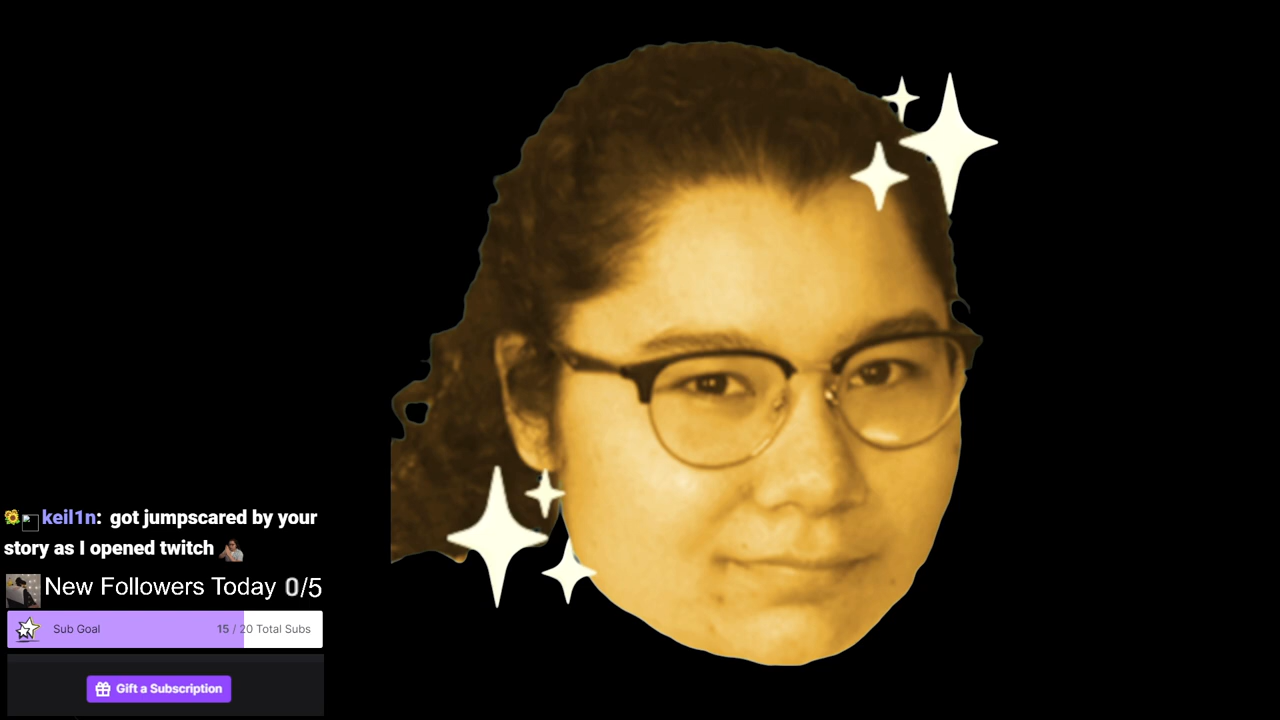 keil1n: got jumpscared by your
story as I opened twitch
New Followers Today 0/5
Sub Goal 15 / 20 Total Subs
Gift a Subscription